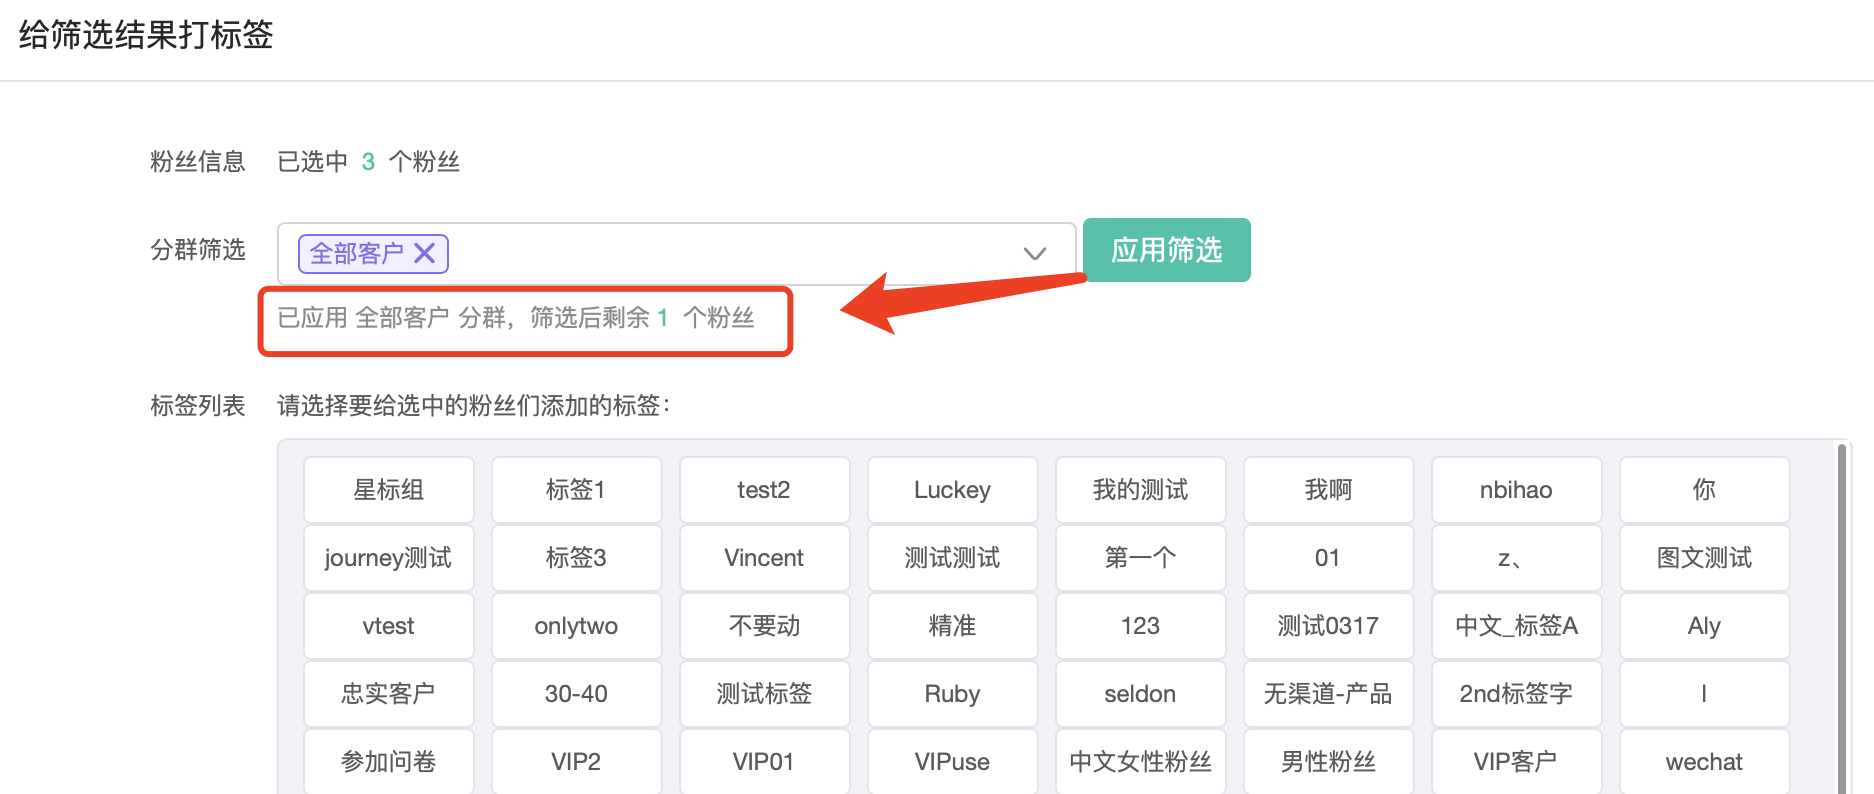 给筛选结果打标签
粉丝信息 已选中 3 个粉丝
分群筛选 全部客户 应用筛选
已应用 全部客户 分群，筛选后剩余 1 个粉丝
标签列表 请选择要给选中的粉丝们添加的标签：
星标组 标签1 test2 Luckey 我的测试 我啊 nbihao 你
journey测试 标签3 Vincent 测试测试 第一个 01 z、 图文测试
vtest onlytwo 不要动 精准 123 测试0317 中文_标签A Aly
忠实客户 30-40 测试标签 Ruby seldon 无渠道-产品 2nd标签字 l
参加问卷 VIP2 VIP01 VIPuse 中文女性粉丝 男性粉丝 VIP客户 wechat